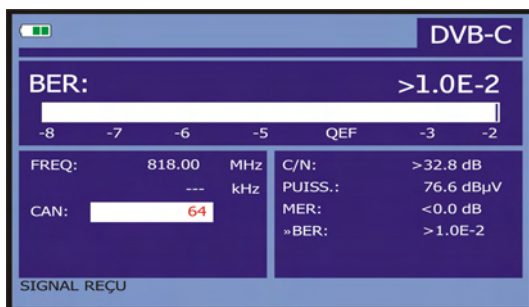 DVB-C
BER: >1.0E-2
-8 -7 -6 -5 QEF -3 -2
FREQ: 818.00 MHz
--- kHz
CAN: 64
C/N: >32.8 dB
PUISS.: 76.6 dBµV
MER: <0.0 dB
»BER: >1.0E-2
SIGNAL REÇU